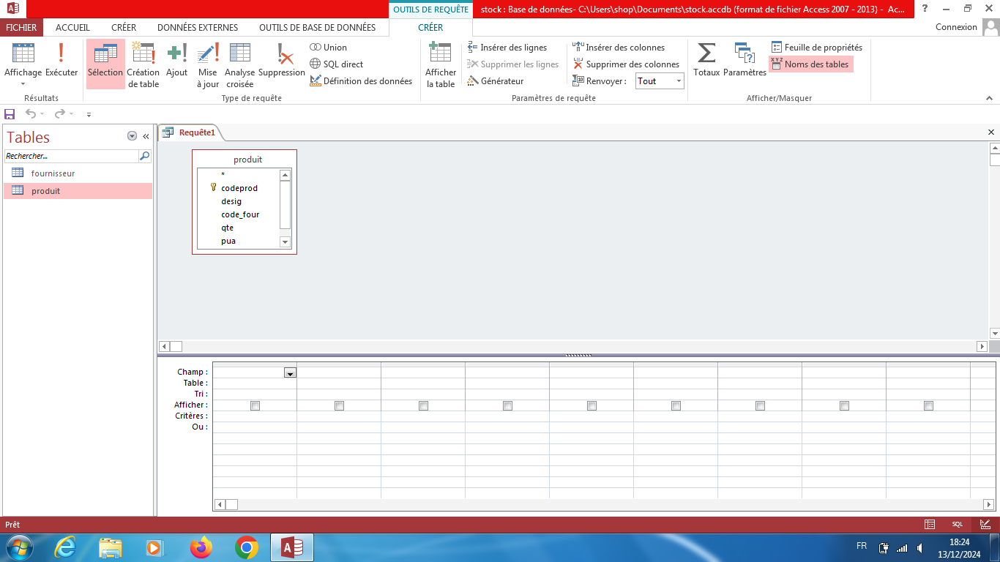 OUTILS DE REQUÊTE
stock : Base de données- C:\Users\shop\Documents\stock.accdb (format de fichier Access 2007 - 2013) - Ac...
?
FICHIER
ACCUEIL
CRÉER
DONNÉES EXTERNES
OUTILS DE BASE DE DONNÉES
CRÉER
Connexion
Affichage
Exécuter
Résultats
Sélection
Création
de table
Ajout
Mise
à jour
Analyse
croisée
Suppression
Union
SQL direct
Définition des données
Type de requête
Afficher
la table
Insérer des lignes
Supprimer les lignes
Générateur
Insérer des colonnes
Supprimer des colonnes
Renvoyer :
Tout
Paramètres de requête
Totaux
Paramètres
Feuille de propriétés
XYZ
Noms des tables
Afficher/Masquer
Tables
Rechercher...
fournisseur
produit
Requête1
produit
*
codeprod
desig
code_four
qte
pua
Champ :
Table :
Tri :
Afficher :
Critères :
Ou :
Prêt
SQL
FR
18:24
13/12/2024